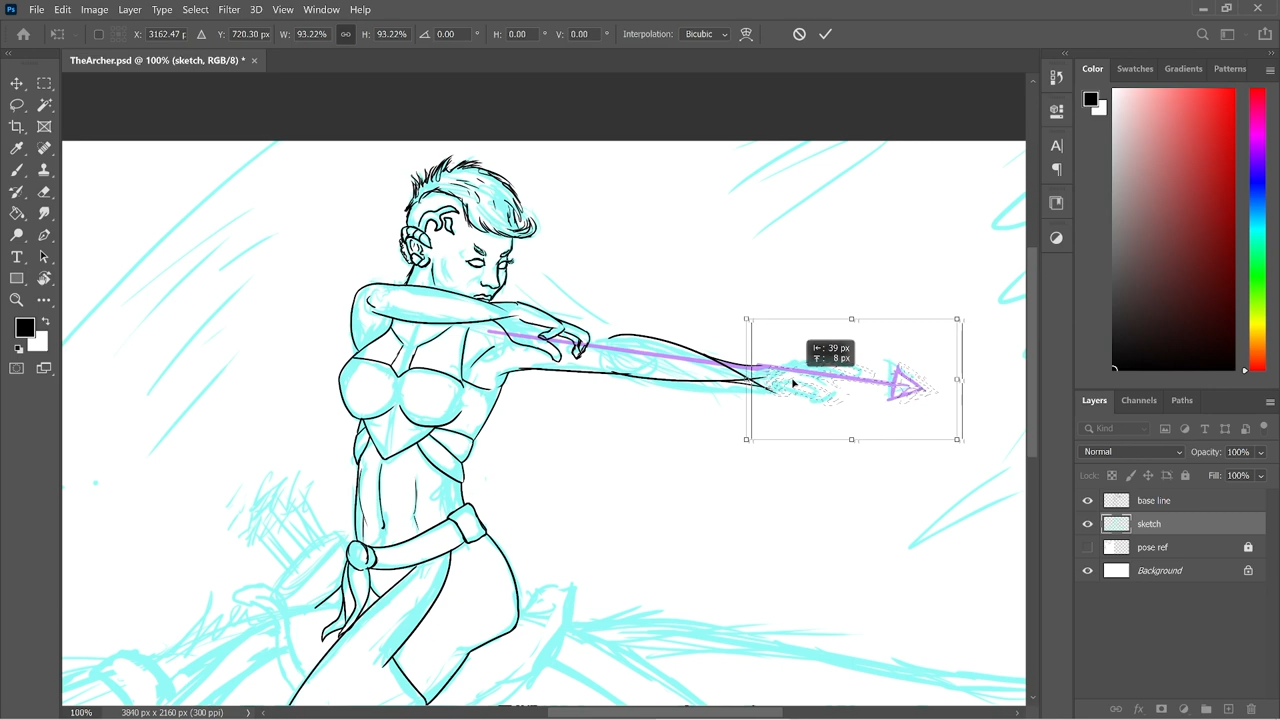 Ps File Edit Image Layer Type Select Filter 3D View Window Help
X: 3162.47 p Y: 720.30 px W: 93.22% H: 93.22% 0.00 ° H: 0.00 ° V: 0.00 ° Interpolation: Bicubic
TheArcher.psd @ 100% (sketch, RGB/8) * ×
39 px
8 px
Color Swatches Gradients Patterns
Layers Channels Paths
Kind
Normal Opacity: 100%
Lock: Fill: 100%
base line
sketch
pose ref
Background
100% 3840 px x 2160 px (300 ppi)